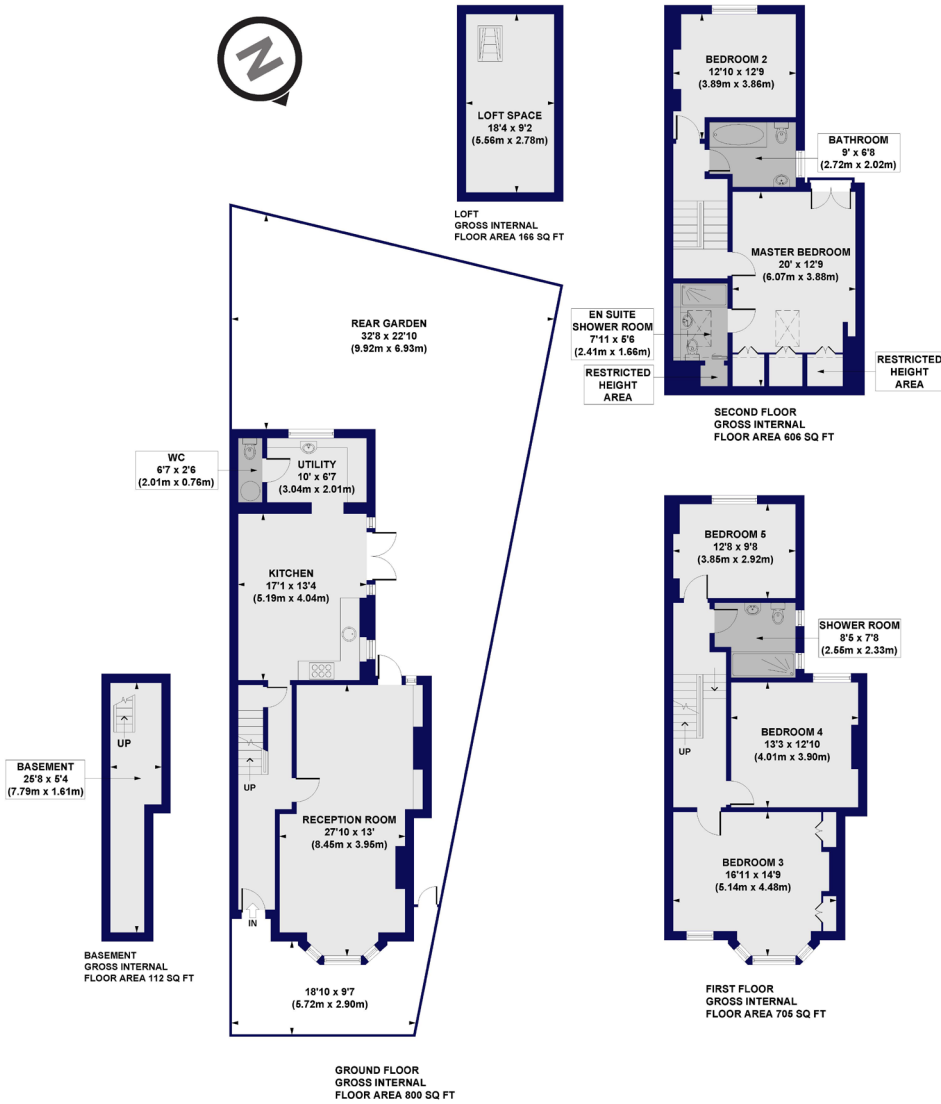 N
LOFT SPACE
18'4 x 9'2
(5.56m x 2.78m)
LOFT
GROSS INTERNAL
FLOOR AREA 166 SQ FT
BEDROOM 2
12'10 x 12'9
(3.89m x 3.86m)
BATHROOM
9' x 6'8
(2.72m x 2.02m)
MASTER BEDROOM
20' x 12'9
(6.07m x 3.88m)
EN SUITE
SHOWER ROOM
7'11 x 5'6
(2.41m x 1.66m)
RESTRICTED
HEIGHT
AREA
RESTRICTED
HEIGHT
AREA
SECOND FLOOR
GROSS INTERNAL
FLOOR AREA 606 SQ FT
REAR GARDEN
32'8 x 22'10
(9.92m x 6.93m)
WC
6'7 x 2'6
(2.01m x 0.76m)
UTILITY
10' x 6'7
(3.04m x 2.01m)
KITCHEN
17'1 x 13'4
(5.19m x 4.04m)
UP
RECEPTION ROOM
27'10 x 13'
(8.45m x 3.95m)
IN
18'10 x 9'7
(5.72m x 2.90m)
GROUND FLOOR
GROSS INTERNAL
FLOOR AREA 800 SQ FT
UP
BASEMENT
25'8 x 5'4
(7.79m x 1.61m)
BASEMENT
GROSS INTERNAL
FLOOR AREA 112 SQ FT
BEDROOM 5
12'8 x 9'8
(3.85m x 2.92m)
SHOWER ROOM
8'5 x 7'8
(2.55m x 2.33m)
UP
BEDROOM 4
13'3 x 12'10
(4.01m x 3.90m)
BEDROOM 3
16'11 x 14'9
(5.14m x 4.48m)
FIRST FLOOR
GROSS INTERNAL
FLOOR AREA 705 SQ FT